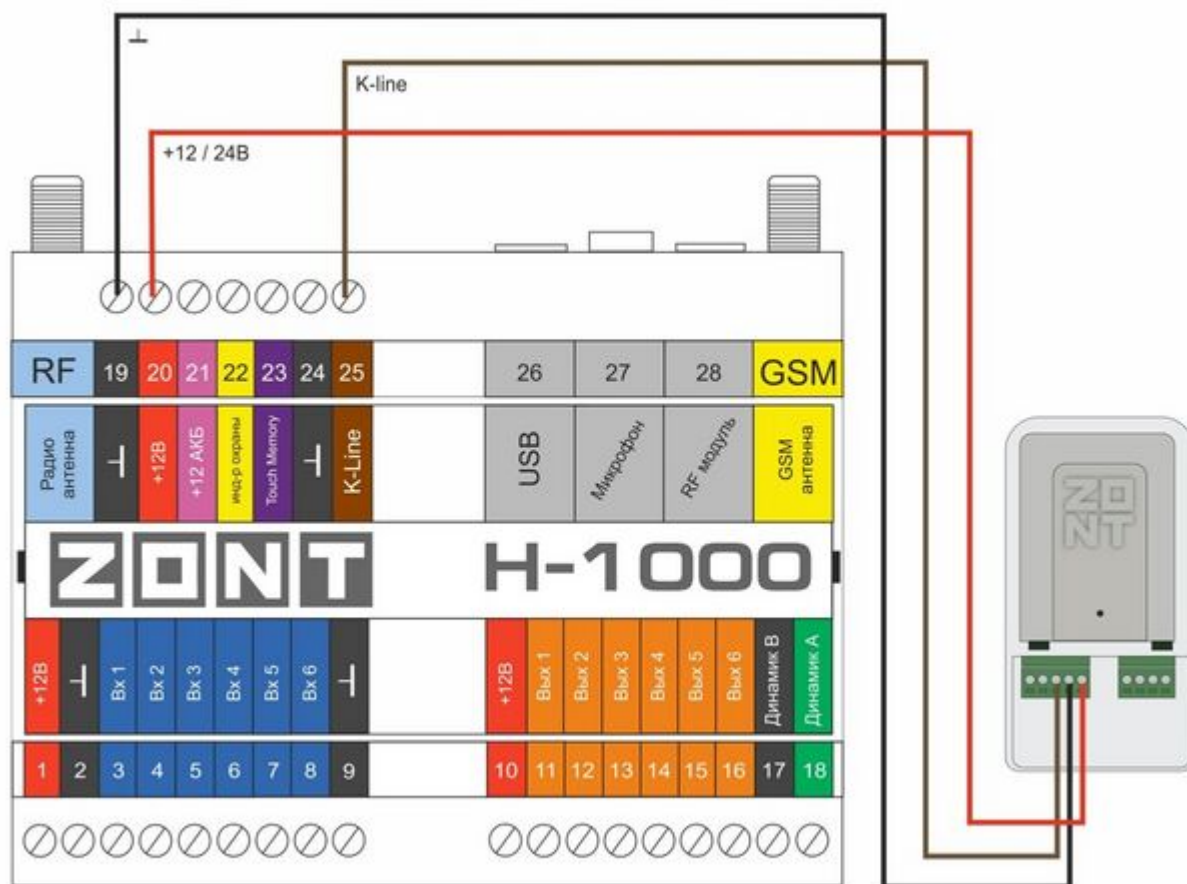 ⊥
K-line
+12 / 24В
RF 19 20 21 22 23 24 25 26 27 28 GSM
Радио
антенна
⊥
+12В
+12 АКБ
инд-р охраны
Touch Memory
⊥
K-Line
USB
Микрофон
RF модуль
GSM
антенна
ZONT H-1000
ZO
NT
+12В
⊥
Вх 1
Вх 2
Вх 3
Вх 4
Вх 5
Вх 6
⊥
+12В
Вых 1
Вых 2
Вых 3
Вых 4
Вых 5
Вых 6
Динамик В
Динамик А
1 2 3 4 5 6 7 8 9 10 11 12 13 14 15 16 17 18